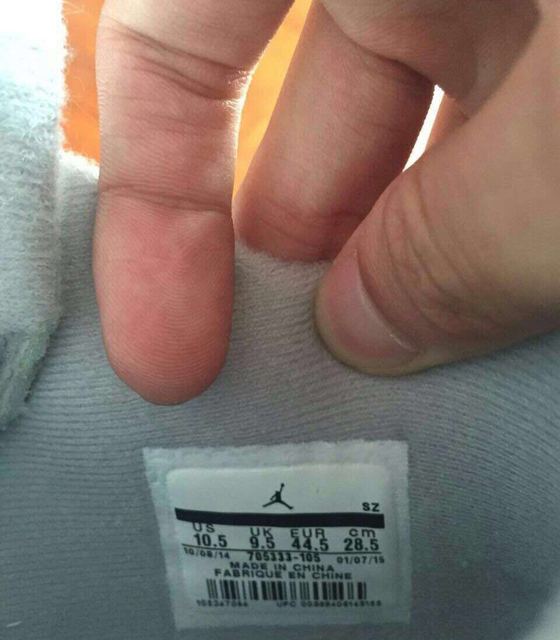 SZ
US UK EUR cm
10.5 9.5 44.5 28.5
10/08/14 705333-105 01/07/15
MADE IN CHINA
FABRIQUE EN CHINE
UPC